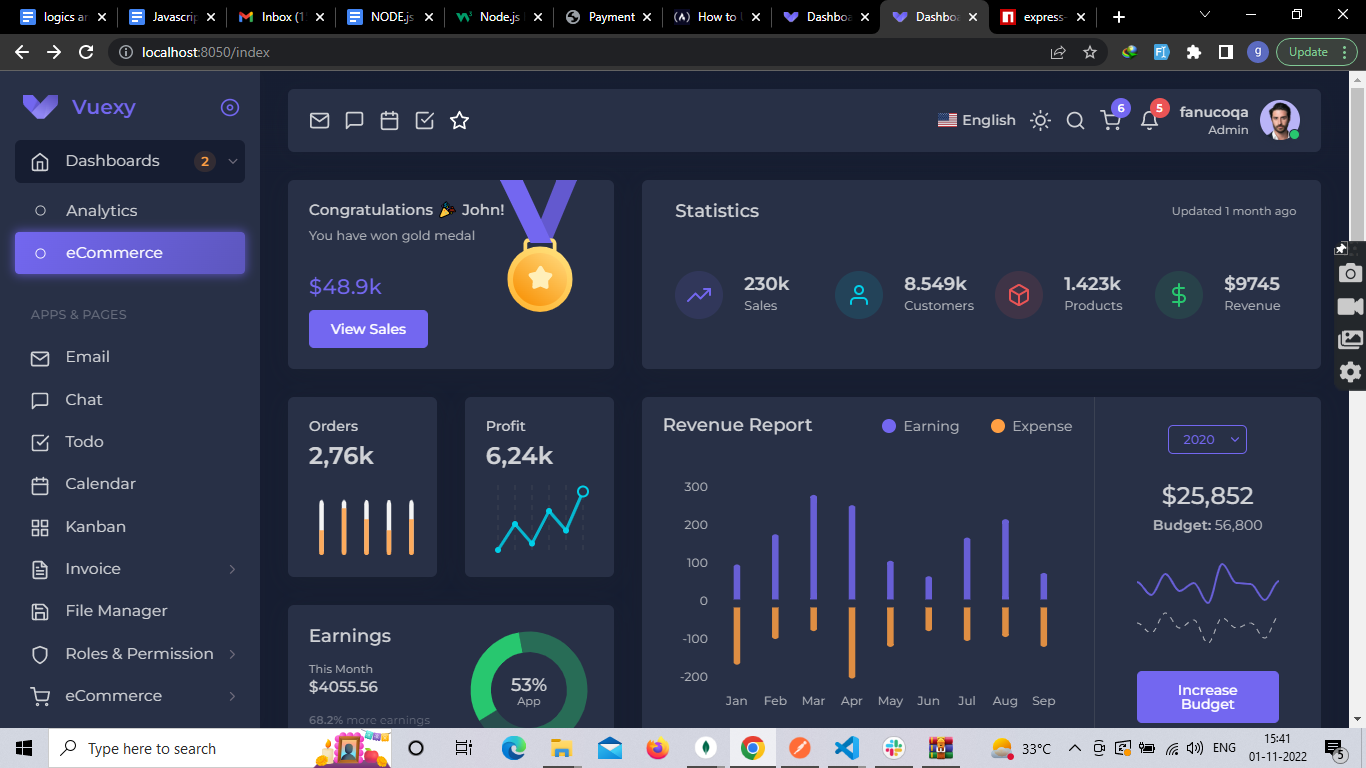 logics ar
Javascrip
Inbox (1
NODE.js
Node.js
Payment
How to
Dashboa
Dashboa
express-
localhost:8050/index
g
Update
Vuexy
Dashboards 2
Analytics
eCommerce
APPS & PAGES
Email
Chat
Todo
Calendar
Kanban
Invoice
File Manager
Roles & Permission
eCommerce
English
6
5
fanucoqa
Admin
Congratulations 🎉 John!
You have won gold medal
$48.9k
View Sales
Statistics
Updated 1 month ago
230k
Sales
8.549k
Customers
1.423k
Products
$9745
Revenue
Orders
2,76k
Profit
6,24k
Earnings
This Month
$4055.56
68.2% more earnings
53%
App
Revenue Report
Earning
Expense
300
200
100
0
-100
-200
Jan Feb Mar Apr May Jun Jul Aug Sep
2020
$25,852
Budget: 56,800
Increase
Budget
Type here to search
33°C
ENG
15:41
01-11-2022
5